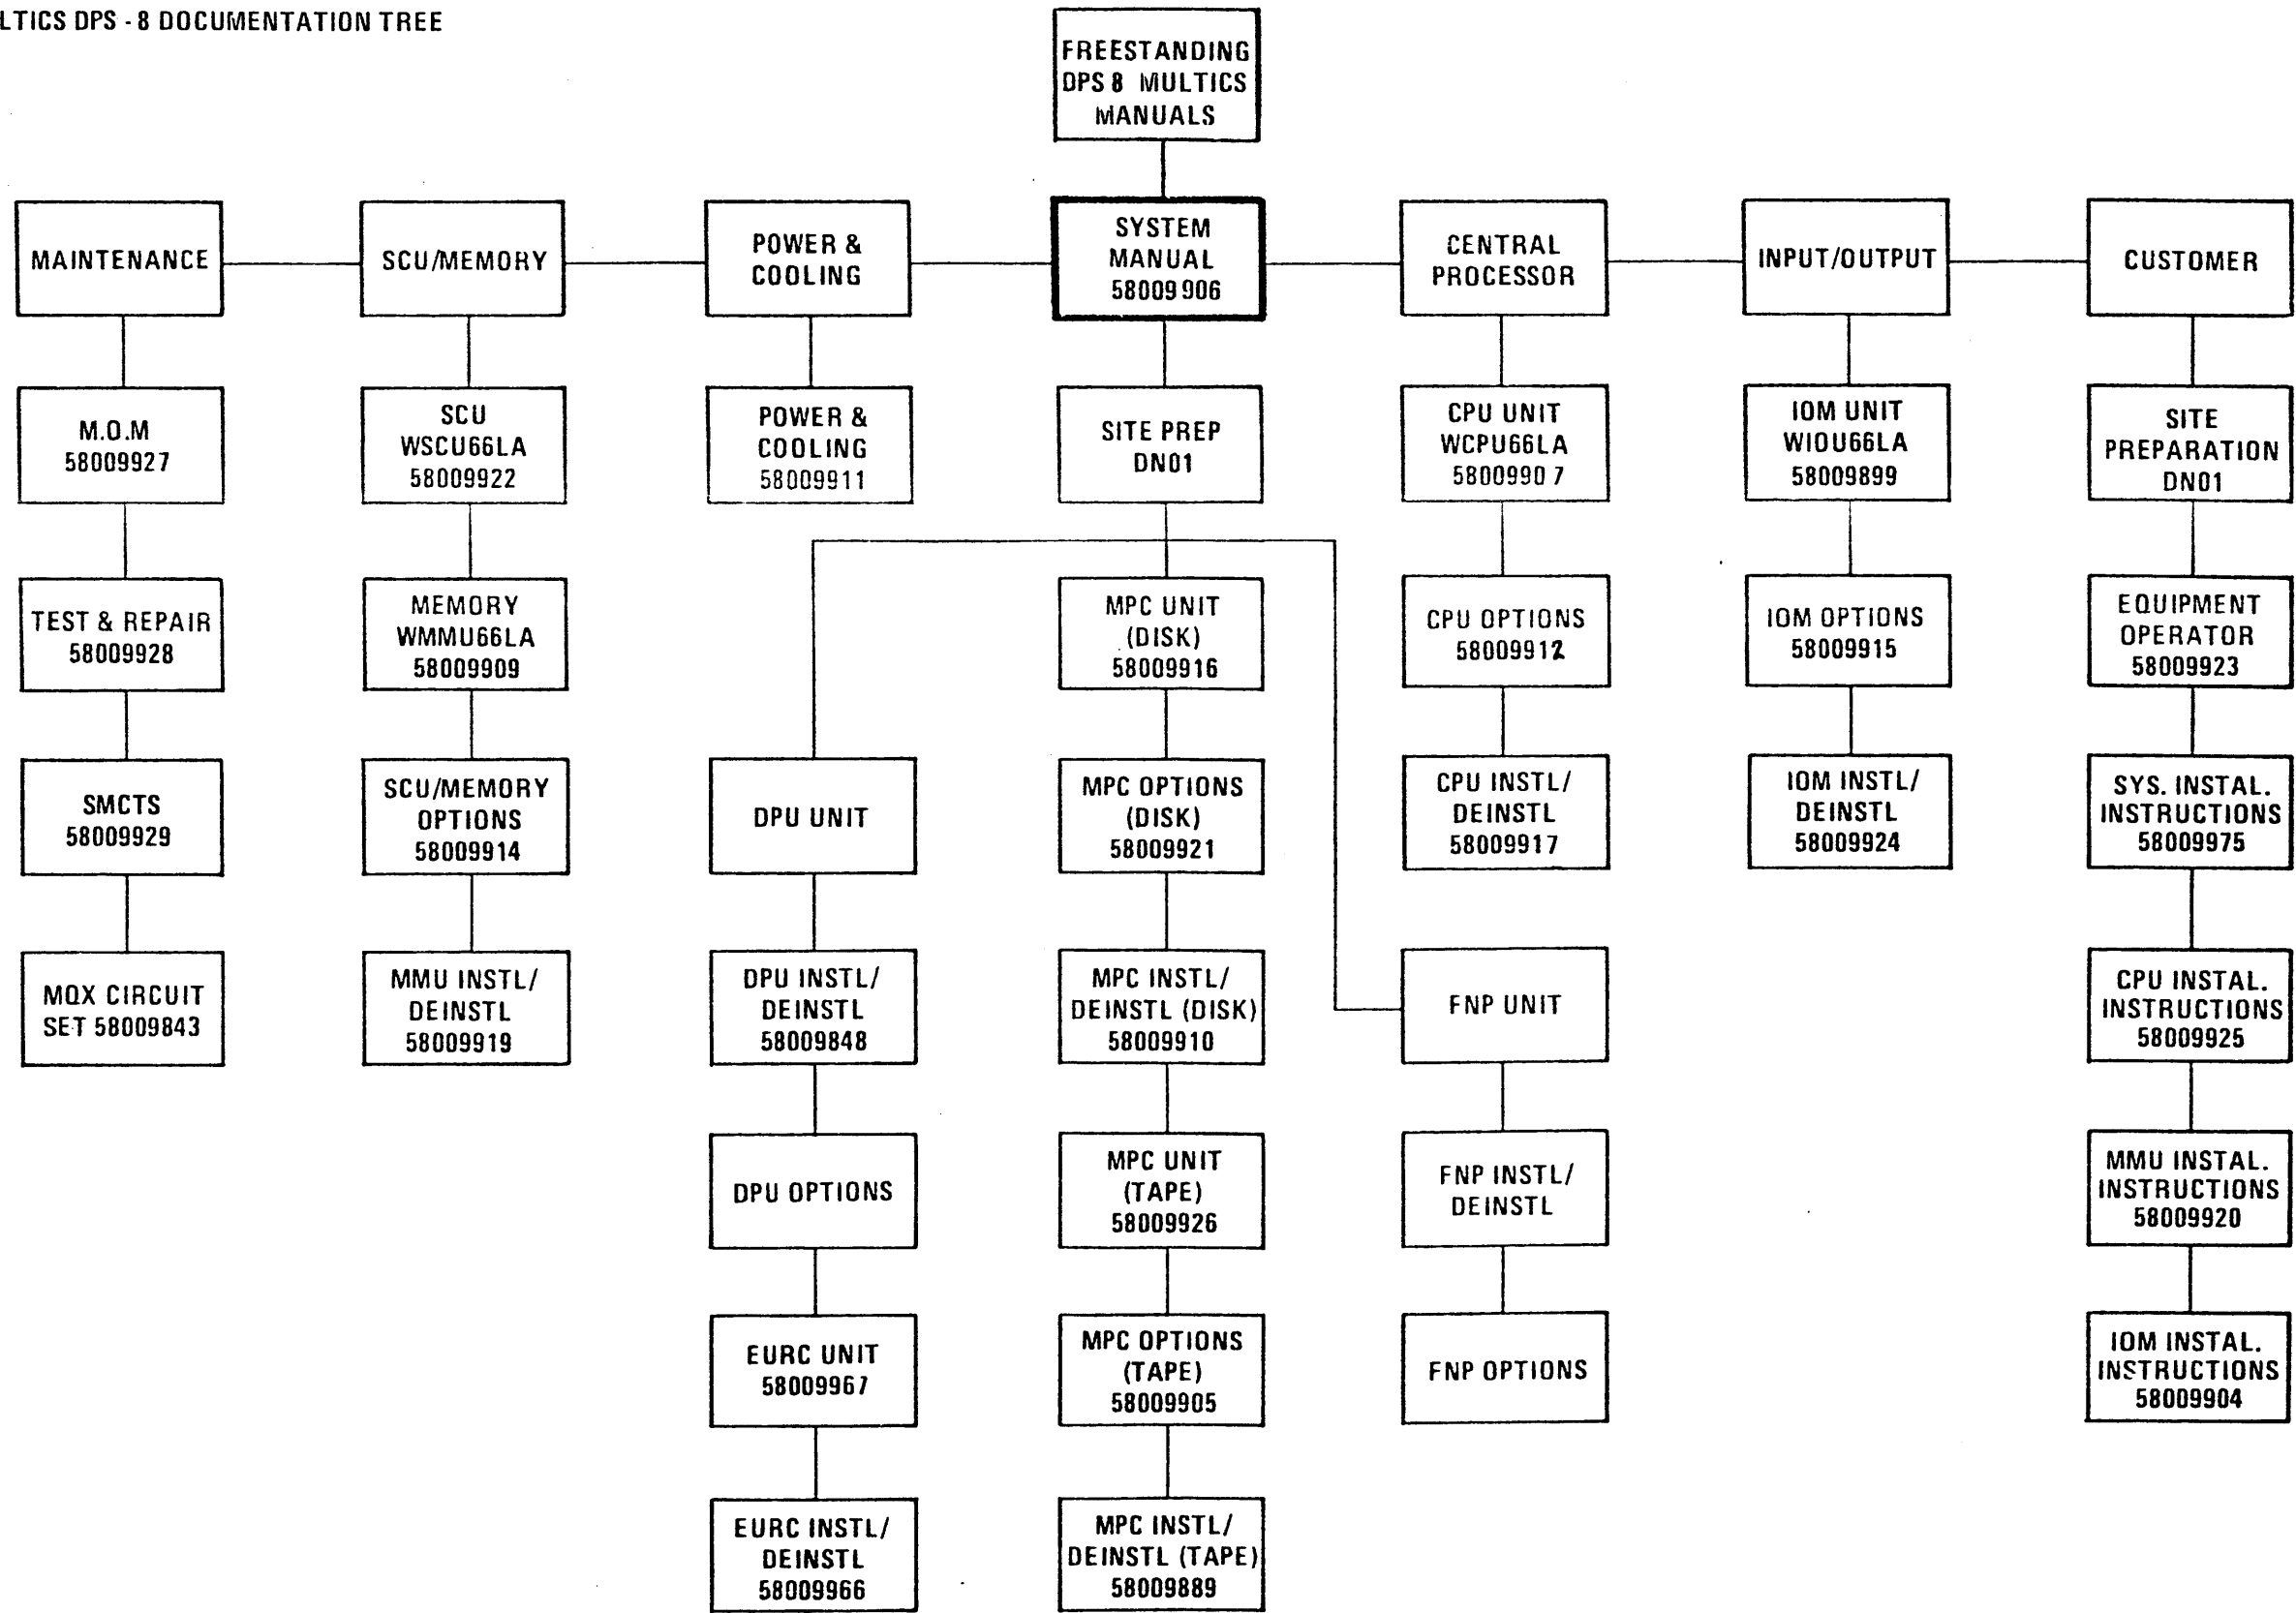 LTICS DPS - 8 DOCUMENTATION TREE
FREESTANDING
DPS 8 MULTICS
MANUALS
MAINTENANCE
SCU/MEMORY
POWER &
COOLING
SYSTEM
MANUAL
58009906
CENTRAL
PROCESSOR
INPUT/OUTPUT
CUSTOMER
M.O.M
58009927
SCU
WSCU66LA
58009922
POWER &
COOLING
58009911
SITE PREP
DN01
CPU UNIT
WCPU66LA
58009907
IOM UNIT
WIOU66LA
58009899
SITE
PREPARATION
DN01
TEST & REPAIR
58009928
MEMORY
WMMU66LA
58009909
MPC UNIT
(DISK)
58009916
CPU OPTIONS
58009912
IOM OPTIONS
58009915
EQUIPMENT
OPERATOR
58009923
SMCTS
58009929
SCU/MEMORY
OPTIONS
58009914
DPU UNIT
MPC OPTIONS
(DISK)
58009921
CPU INSTL/
DEINSTL
58009917
IOM INSTL/
DEINSTL
58009924
SYS. INSTAL.
INSTRUCTIONS
58009975
MQX CIRCUIT
SET 58009843
MMU INSTL/
DEINSTL
58009919
DPU INSTL/
DEINSTL
58009848
MPC INSTL/
DEINSTL (DISK)
58009910
FNP UNIT
CPU INSTAL.
INSTRUCTIONS
58009925
DPU OPTIONS
MPC UNIT
(TAPE)
58009926
FNP INSTL/
DEINSTL
MMU INSTAL.
INSTRUCTIONS
58009920
EURC UNIT
58009967
MPC OPTIONS
(TAPE)
58009905
FNP OPTIONS
IOM INSTAL.
INSTRUCTIONS
58009904
EURC INSTL/
DEINSTL
58009966
MPC INSTL/
DEINSTL (TAPE)
58009889